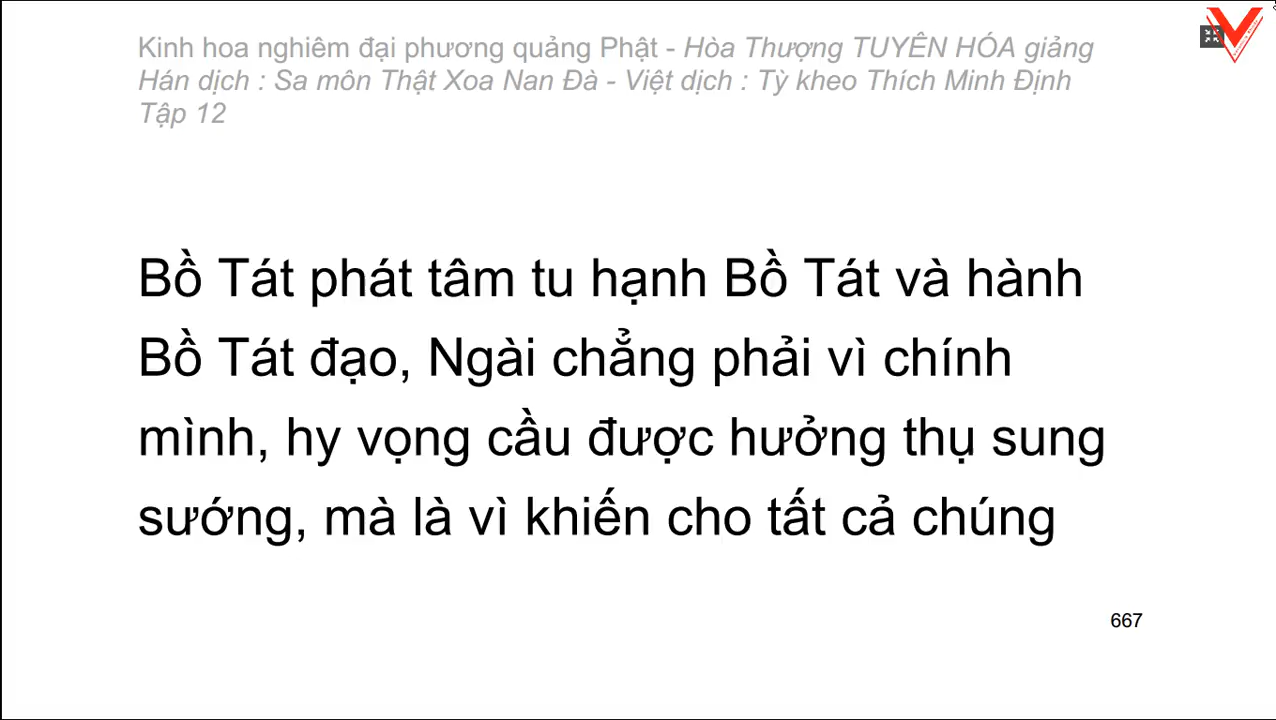 Kinh hoa nghiêm đại phương quảng Phật - Hòa Thượng TUYÊN HÓA giảng
Hán dịch : Sa môn Thật Xoa Nan Đà - Việt dịch : Tỳ kheo Thích Minh Định
Tập 12
Bồ Tát phát tâm tu hạnh Bồ Tát và hành
Bồ Tát đạo, Ngài chẳng phải vì chính
mình, hy vọng cầu được hưởng thụ sung
sướng, mà là vì khiến cho tất cả chúng
667